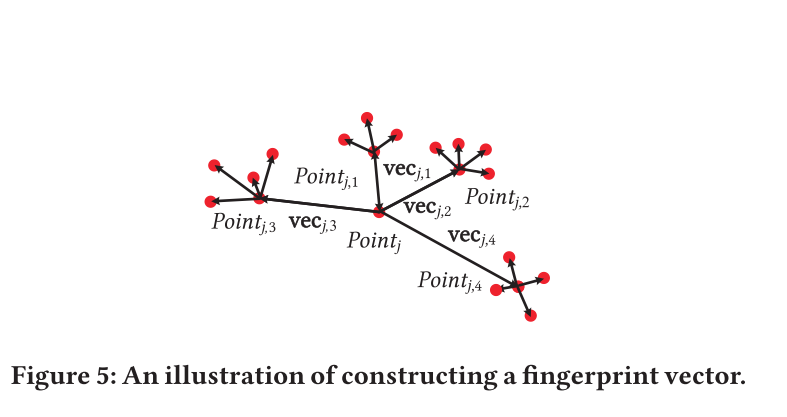 vec_{j,1}
Point_{j,1}
Point_{j,2}
vec_{j,2}
Point_{j,3}
vec_{j,3}
Point_j
vec_{j,4}
Point_{j,4}
Figure 5: An illustration of constructing a fingerprint vector.